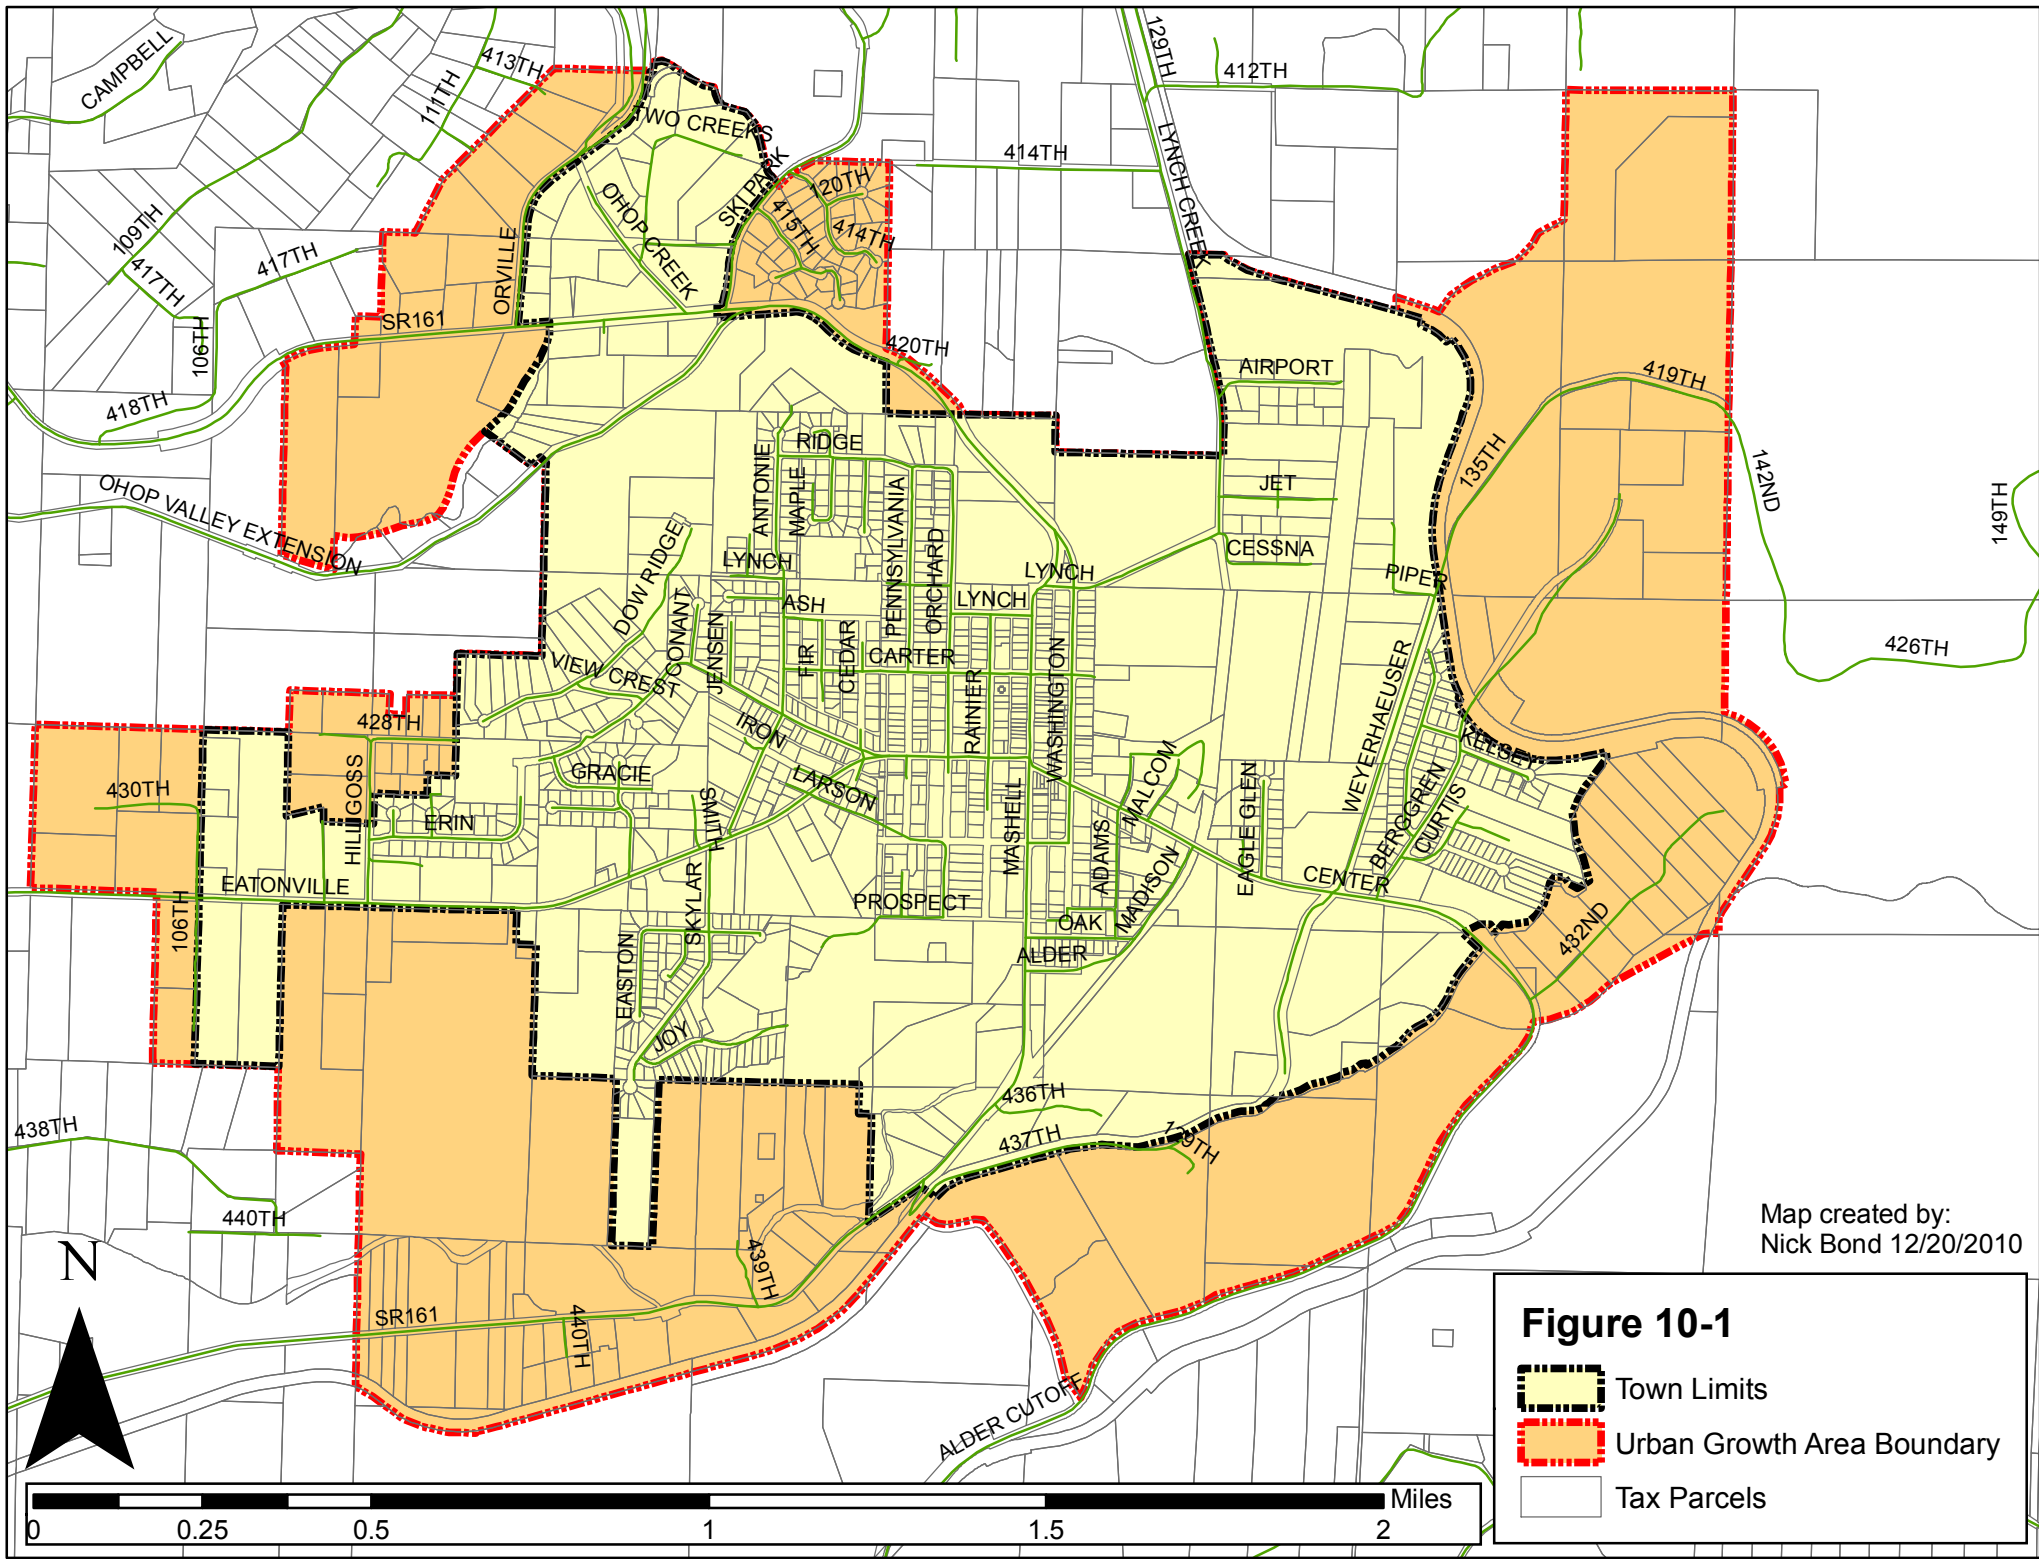 CAMPBELL
413TH
111TH
129TH
412TH
TWO CREEKS
LYNCH CREEK
414TH
SKI PARK
120TH
OHOP CREEK
415TH
414TH
109TH
417TH
417TH
ORVILLE
SR161
106TH
420TH
AIRPORT
419TH
418TH
RIDGE
ANTONIE
MAPLE
135TH
142ND
JET
149TH
OHOP VALLEY EXTENSION
PENNSYLVANIA
ORCHARD
DOW RIDGE
LYNCH
CESSNA
LYNCH
PIPER
ASH
LYNCH
CONANT
JENSEN
FIR
CEDAR
CARTER
WASHINGTON
426TH
VIEW CREST
RAINIER
WEYERHAEUSER
428TH
IRON
KELSEY
GRACIE
LARSON
MALCOM
430TH
HILLIGOSS
ERIN
SMITH
MASHELL
ADAMS
EAGLE GLEN
BERGGREN
CURTIS
EATONVILLE
CENTER
106TH
PROSPECT
MADISON
OAK
432ND
SKYLAR
EASTON
ALDER
JOY
436TH
438TH
437TH
129TH
440TH
439TH
SR161
440TH
ALDER CUTOFF
N
Map created by:
Nick Bond 12/20/2010
Figure 10-1
Town Limits
Urban Growth Area Boundary
Tax Parcels
Miles
0 0.25 0.5 1 1.5 2